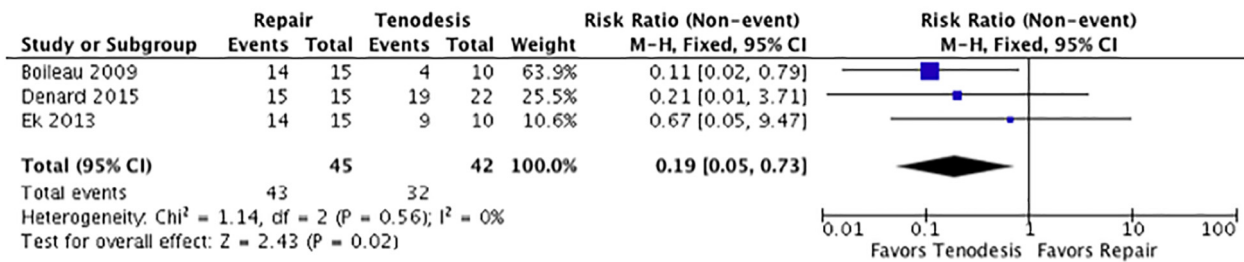 Repair Tenodesis Risk Ratio (Non-event) Risk Ratio (Non-event)
Study or Subgroup Events Total Events Total Weight M-H, Fixed, 95% CI M-H, Fixed, 95% CI
Boileau 2009 14 15 4 10 63.9% 0.11 [0.02, 0.79]
Denard 2015 15 15 19 22 25.5% 0.21 [0.01, 3.71]
Ek 2013 14 15 9 10 10.6% 0.67 [0.05, 9.47]
Total (95% CI) 45 42 100.0% 0.19 [0.05, 0.73]
Total events 43 32
Heterogeneity: Chi² = 1.14, df = 2 (P = 0.56); I² = 0%
Test for overall effect: Z = 2.43 (P = 0.02)
0.01 0.1 1 10 100
Favors Tenodesis Favors Repair